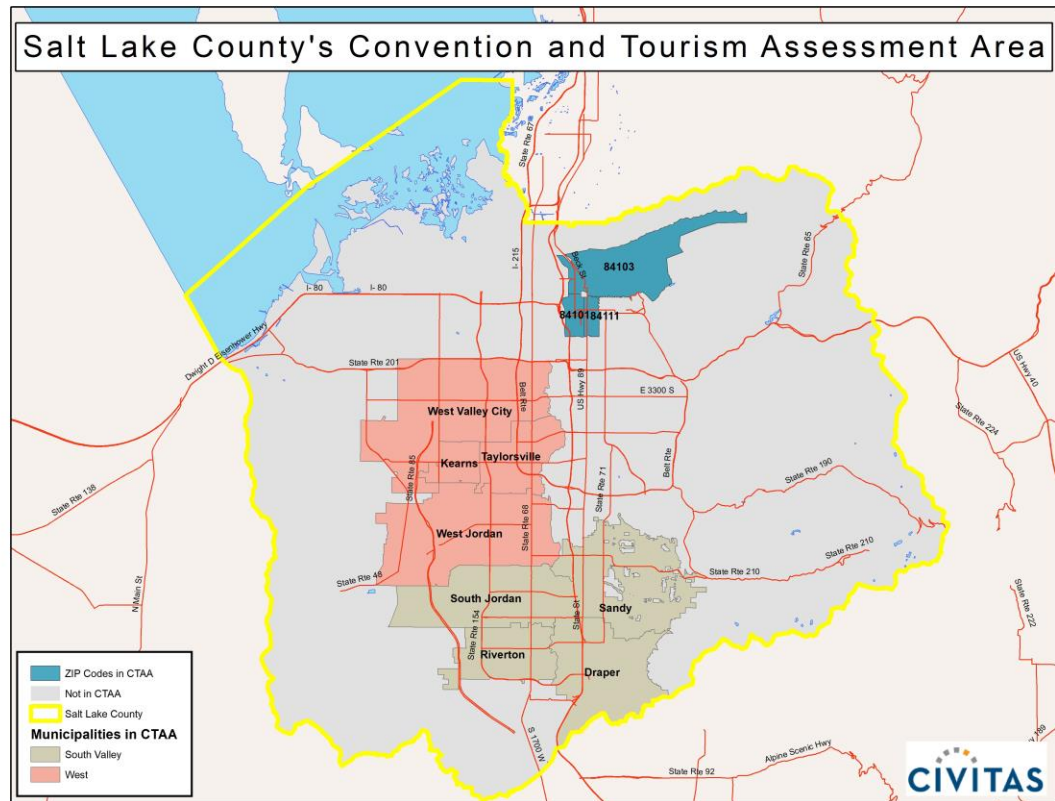 Salt Lake County's Convention and Tourism Assessment Area
State Rte 67
State Rte 65
I- 215
Beck St
84103
I- 80
I- 80
84101
84111
Dwight D Eisenhower Hwy
US Hwy 40
State Rte 201
Belt Rte
US Hwy 89
E 3300 S
State Rte 224
West Valley City
Kearns
Taylorsville
State Rte 85
Belt Rte
State Rte 71
State Rte 190
State Rte 138
State Rte 68
West Jordan
State Rte 210
State Rte 210
State Rte 48
N Main St
South Jordan
Sandy
State St
State Rte 154
State Rte 222
Riverton
Draper
ZIP Codes in CTAA
Not in CTAA
Salt Lake County
Municipalities in CTAA
South Valley
West
S 1700 W
Alpine Scenic Hwy
State Rte 92
CIVITAS